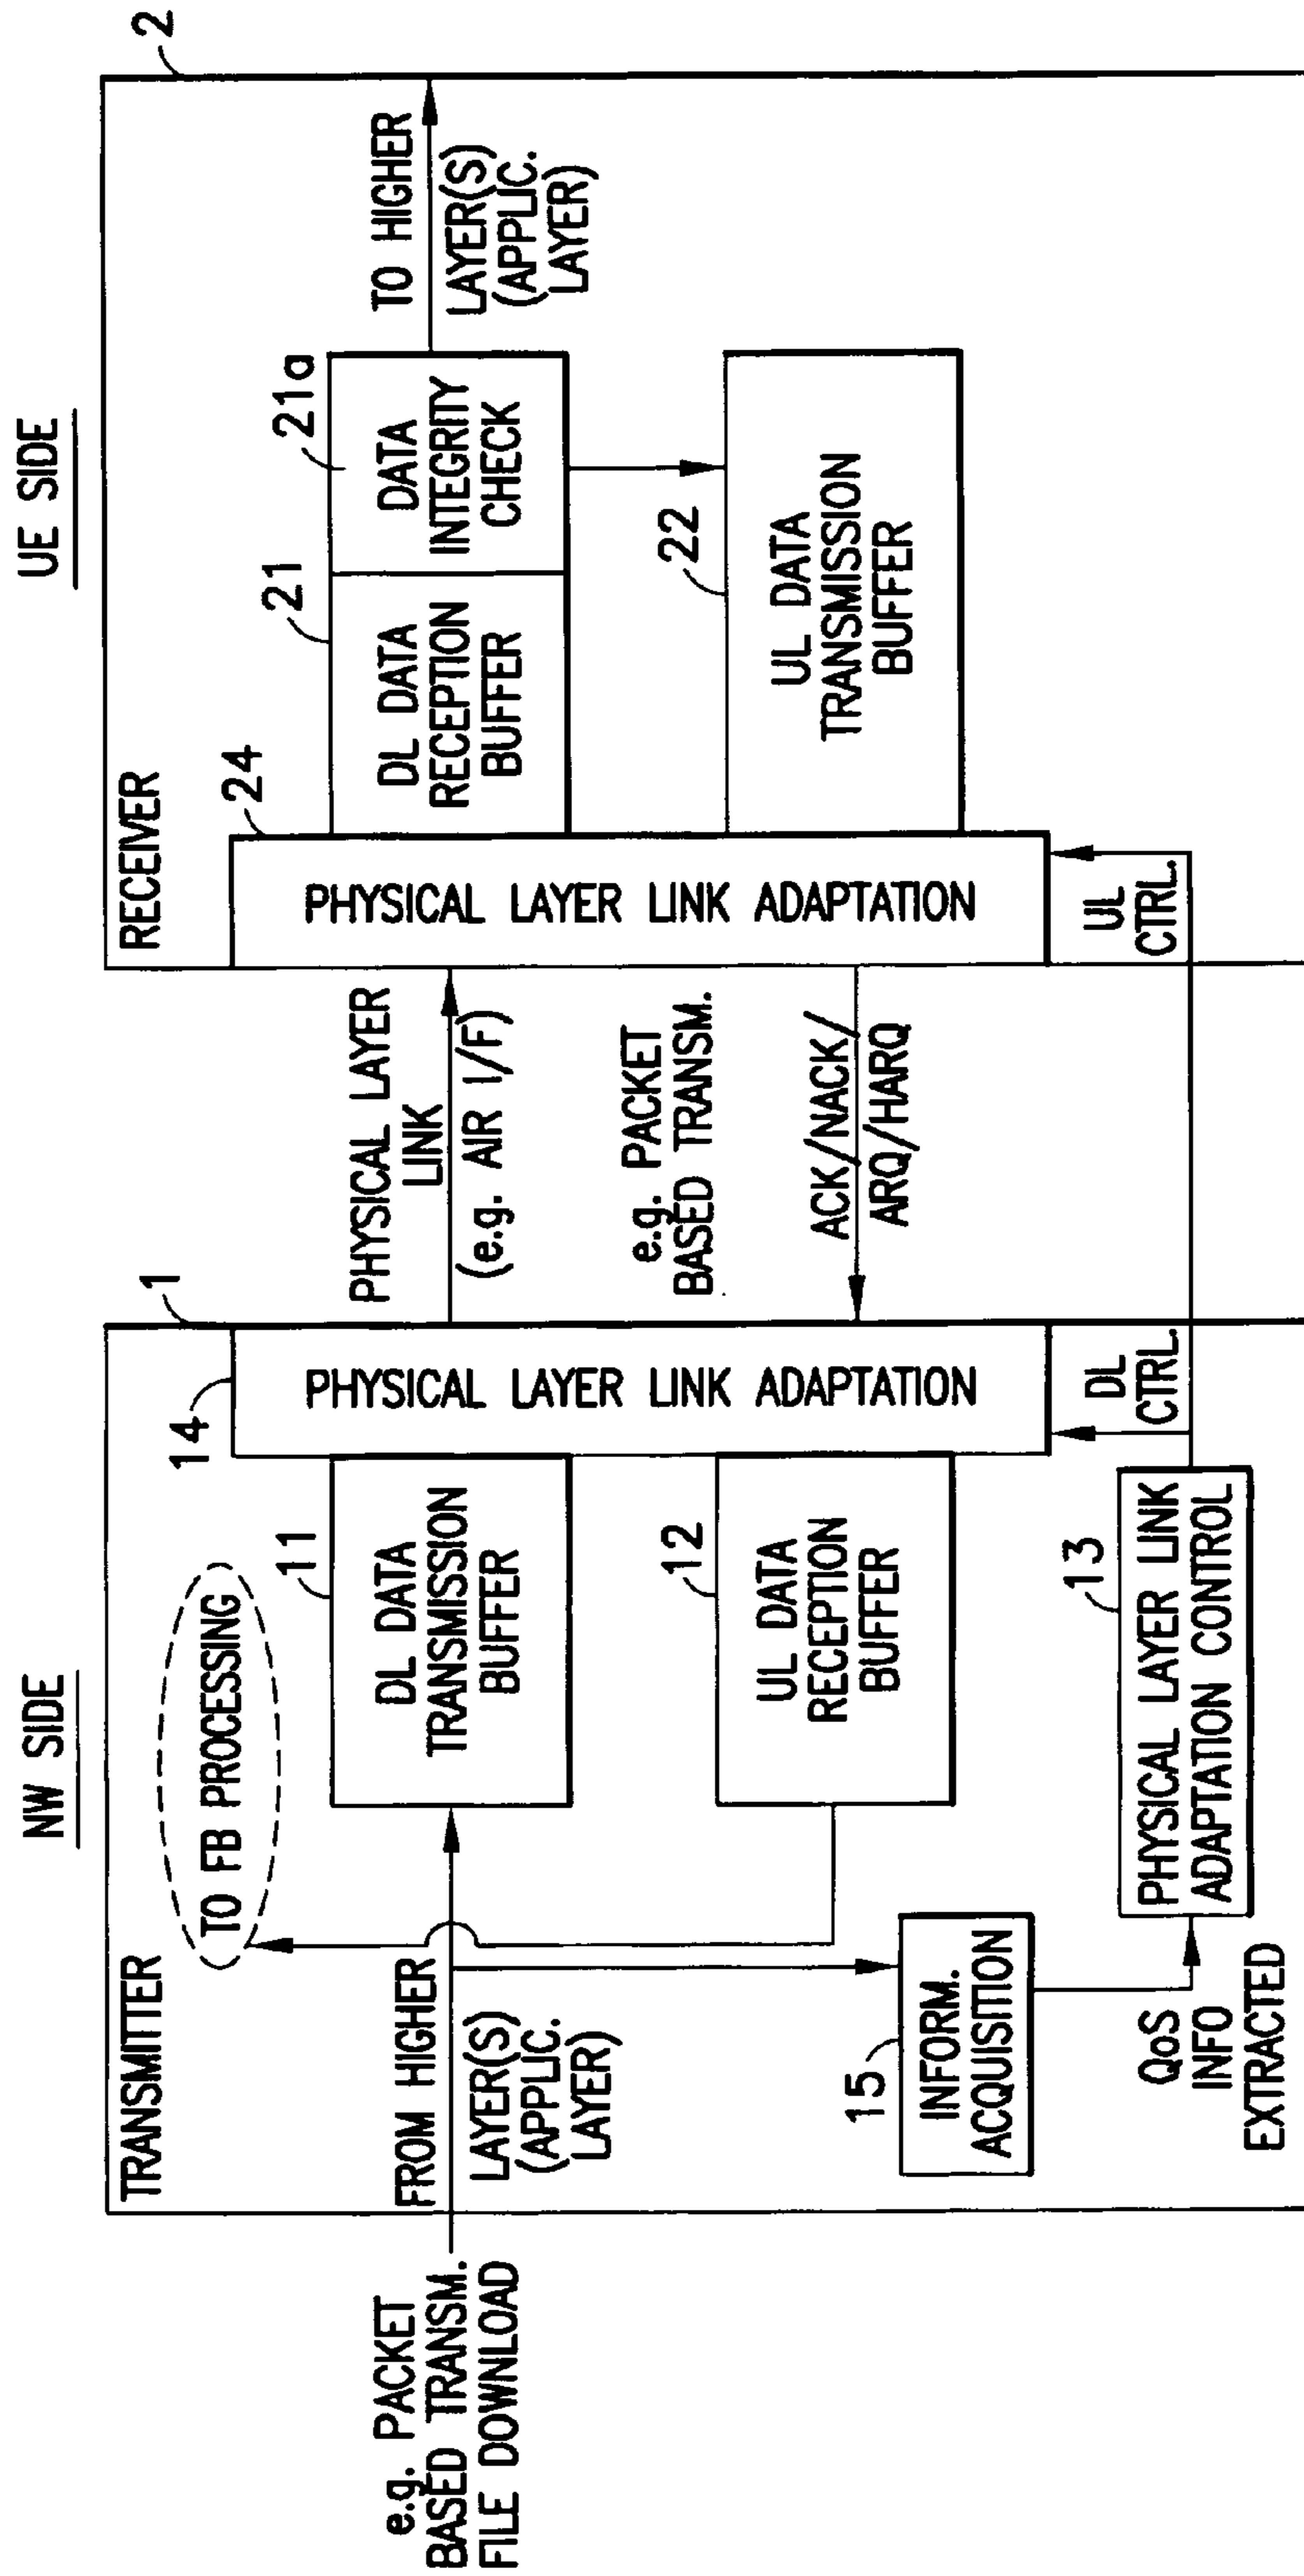 NW SIDE
UE SIDE
TRANSMITTER
1
TO FB PROCESSING
e.g. PACKET
BASED TRANSM.
FILE DOWNLOAD
FROM HIGHER
LAYER(S)
(APPLIC.
LAYER)
11
DL DATA
TRANSMISSION
BUFFER
12
UL DATA
RECEPTION
BUFFER
14
PHYSICAL LAYER LINK ADAPTATION
15
INFORM.
ACQUISITION
QoS
INFO
EXTRACTED
13
PHYSICAL LAYER LINK
ADAPTATION CONTROL
DL
CTRL.
PHYSICAL LAYER
LINK
(e.g. AIR I/F)
e.g. PACKET
BASED TRANSM.
ACK/NACK/
ARQ/HARQ
RECEIVER
2
24
PHYSICAL LAYER LINK ADAPTATION
UL
CTRL.
21
DL DATA
RECEPTION
BUFFER
21a
DATA
INTEGRITY
CHECK
22
UL DATA
TRANSMISSION
BUFFER
TO HIGHER
LAYER(S)
(APPLIC.
LAYER)